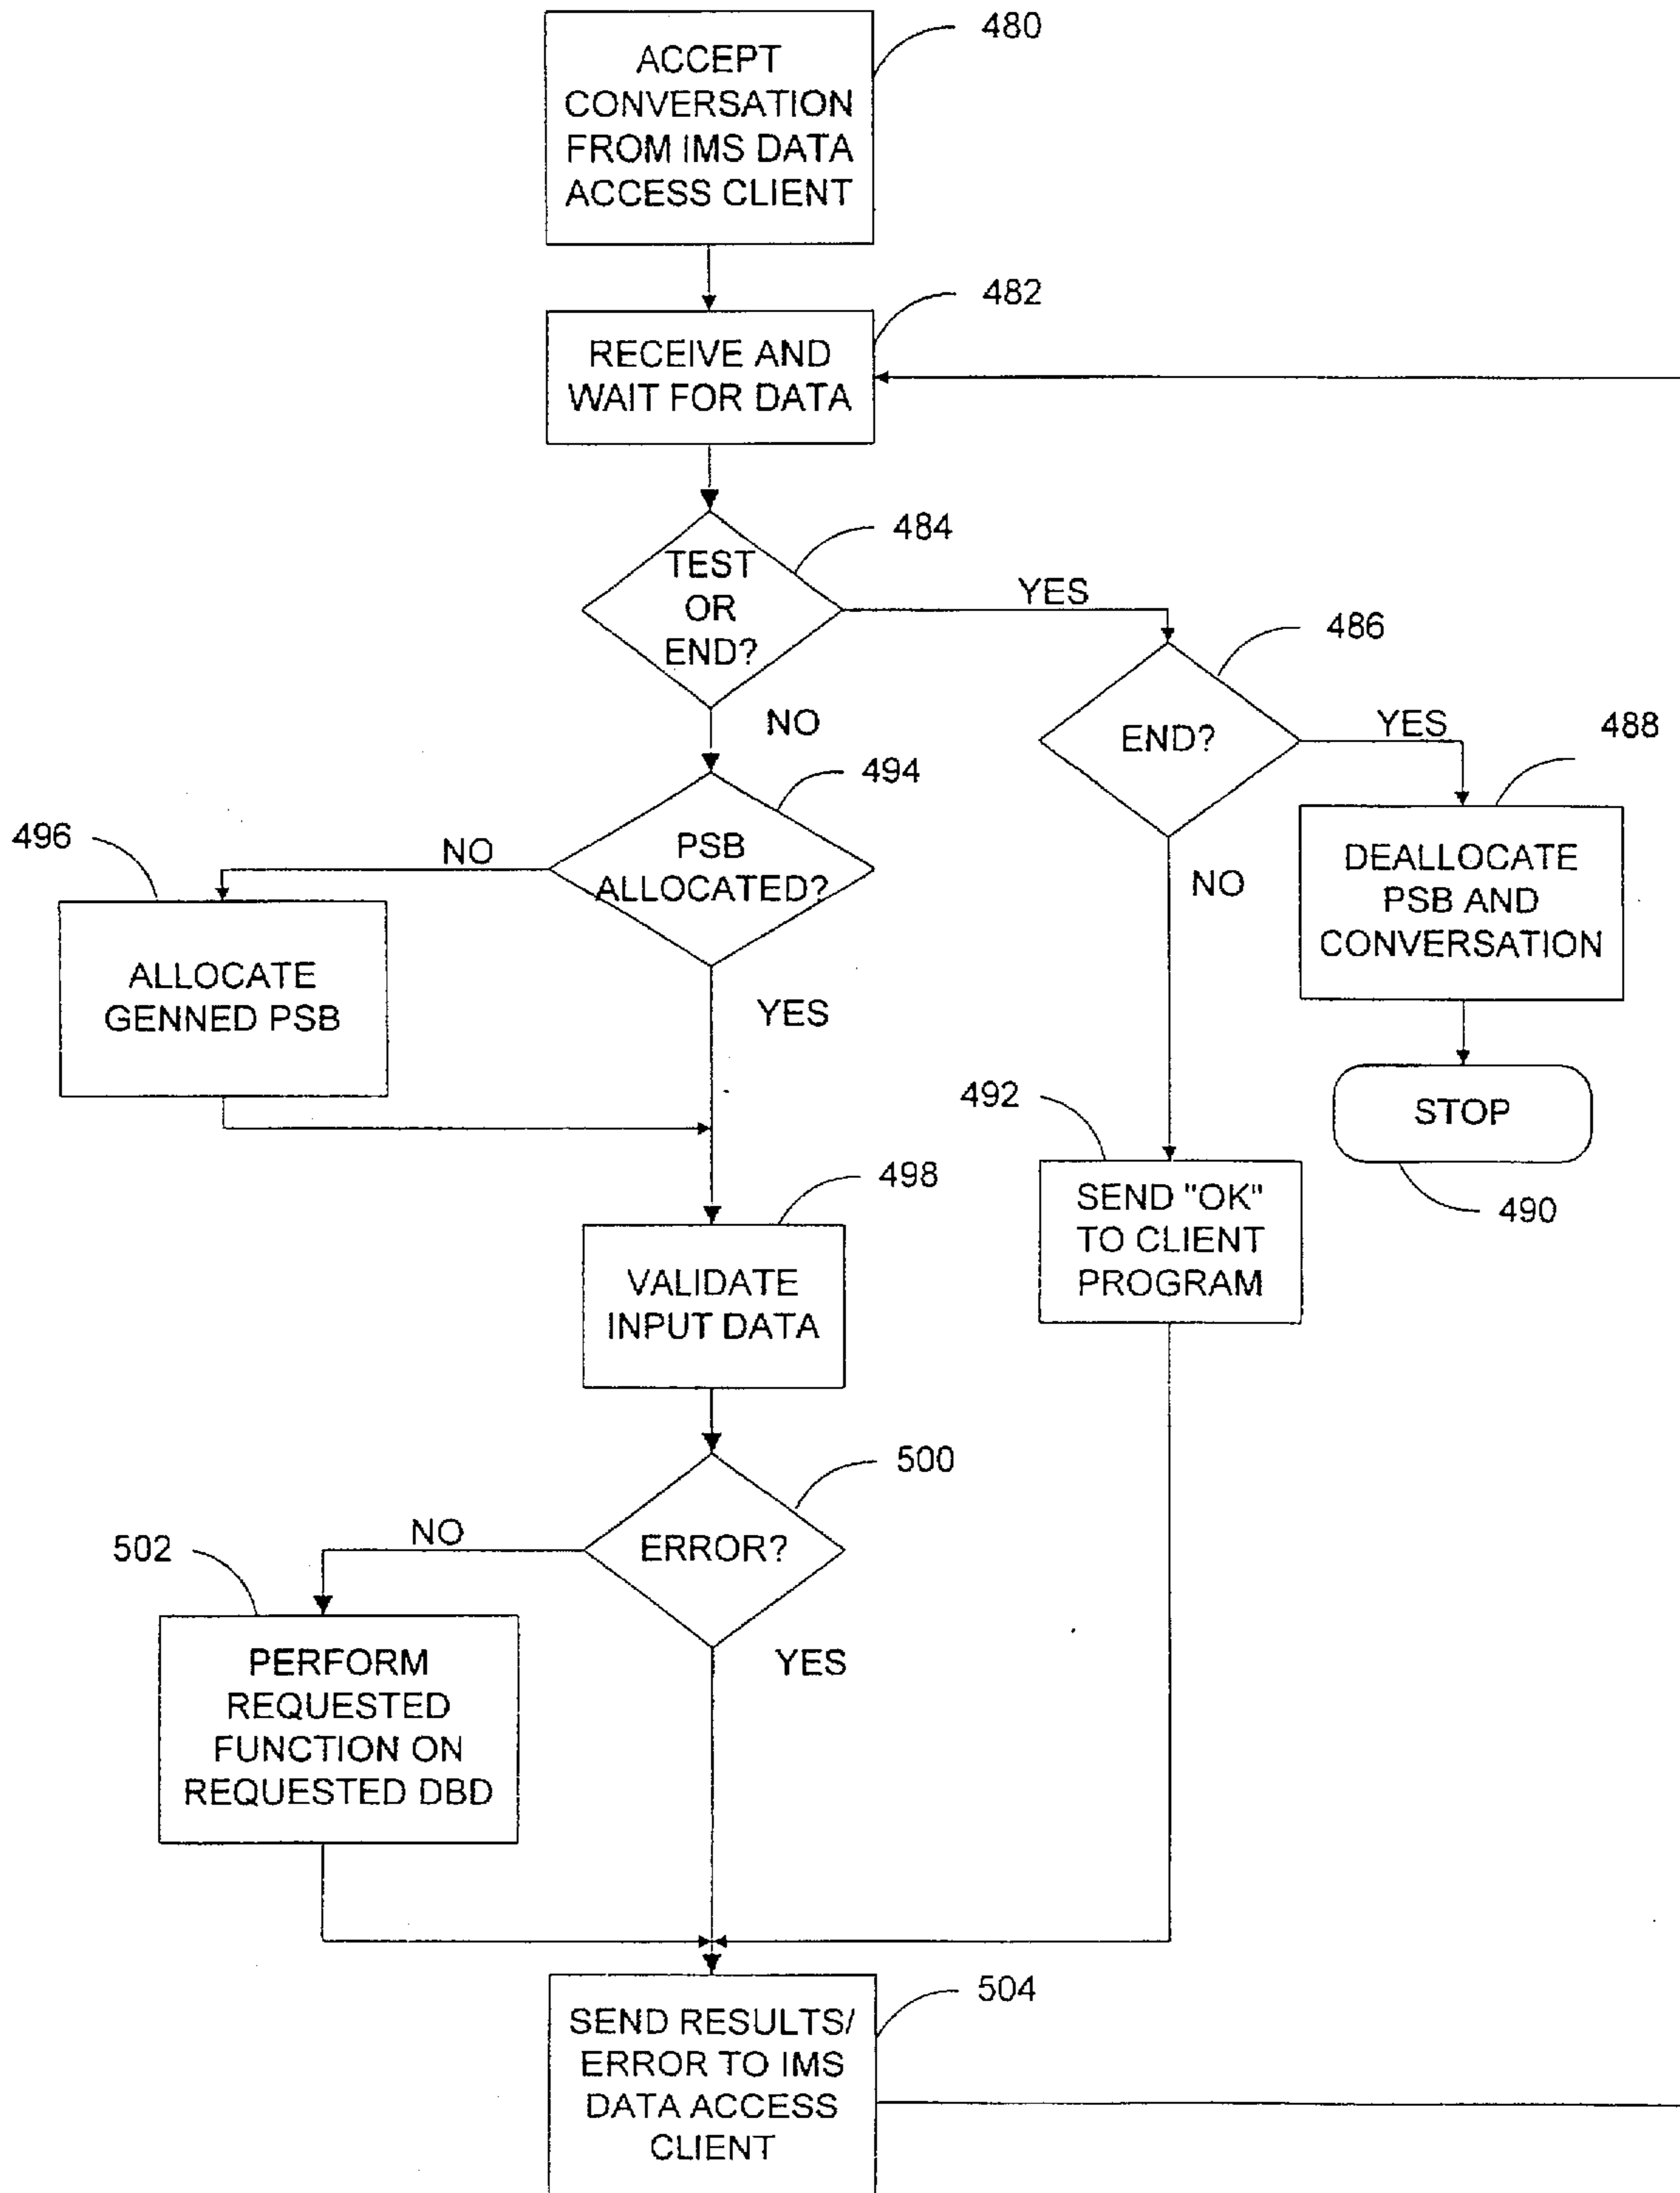 480
ACCEPT
CONVERSATION
FROM IMS DATA
ACCESS CLIENT
482
RECEIVE AND
WAIT FOR DATA
484
TEST
OR
END?
YES
486
NO
END?
YES
488
494
496
NO
PSB
ALLOCATED?
NO
DEALLOCATE
PSB AND
CONVERSATION
ALLOCATE
GENNED PSB
YES
492
STOP
490
498
SEND "OK"
TO CLIENT
PROGRAM
VALIDATE
INPUT DATA
500
502
NO
ERROR?
YES
PERFORM
REQUESTED
FUNCTION ON
REQUESTED DBD
504
SEND RESULTS/
ERROR TO IMS
DATA ACCESS
CLIENT